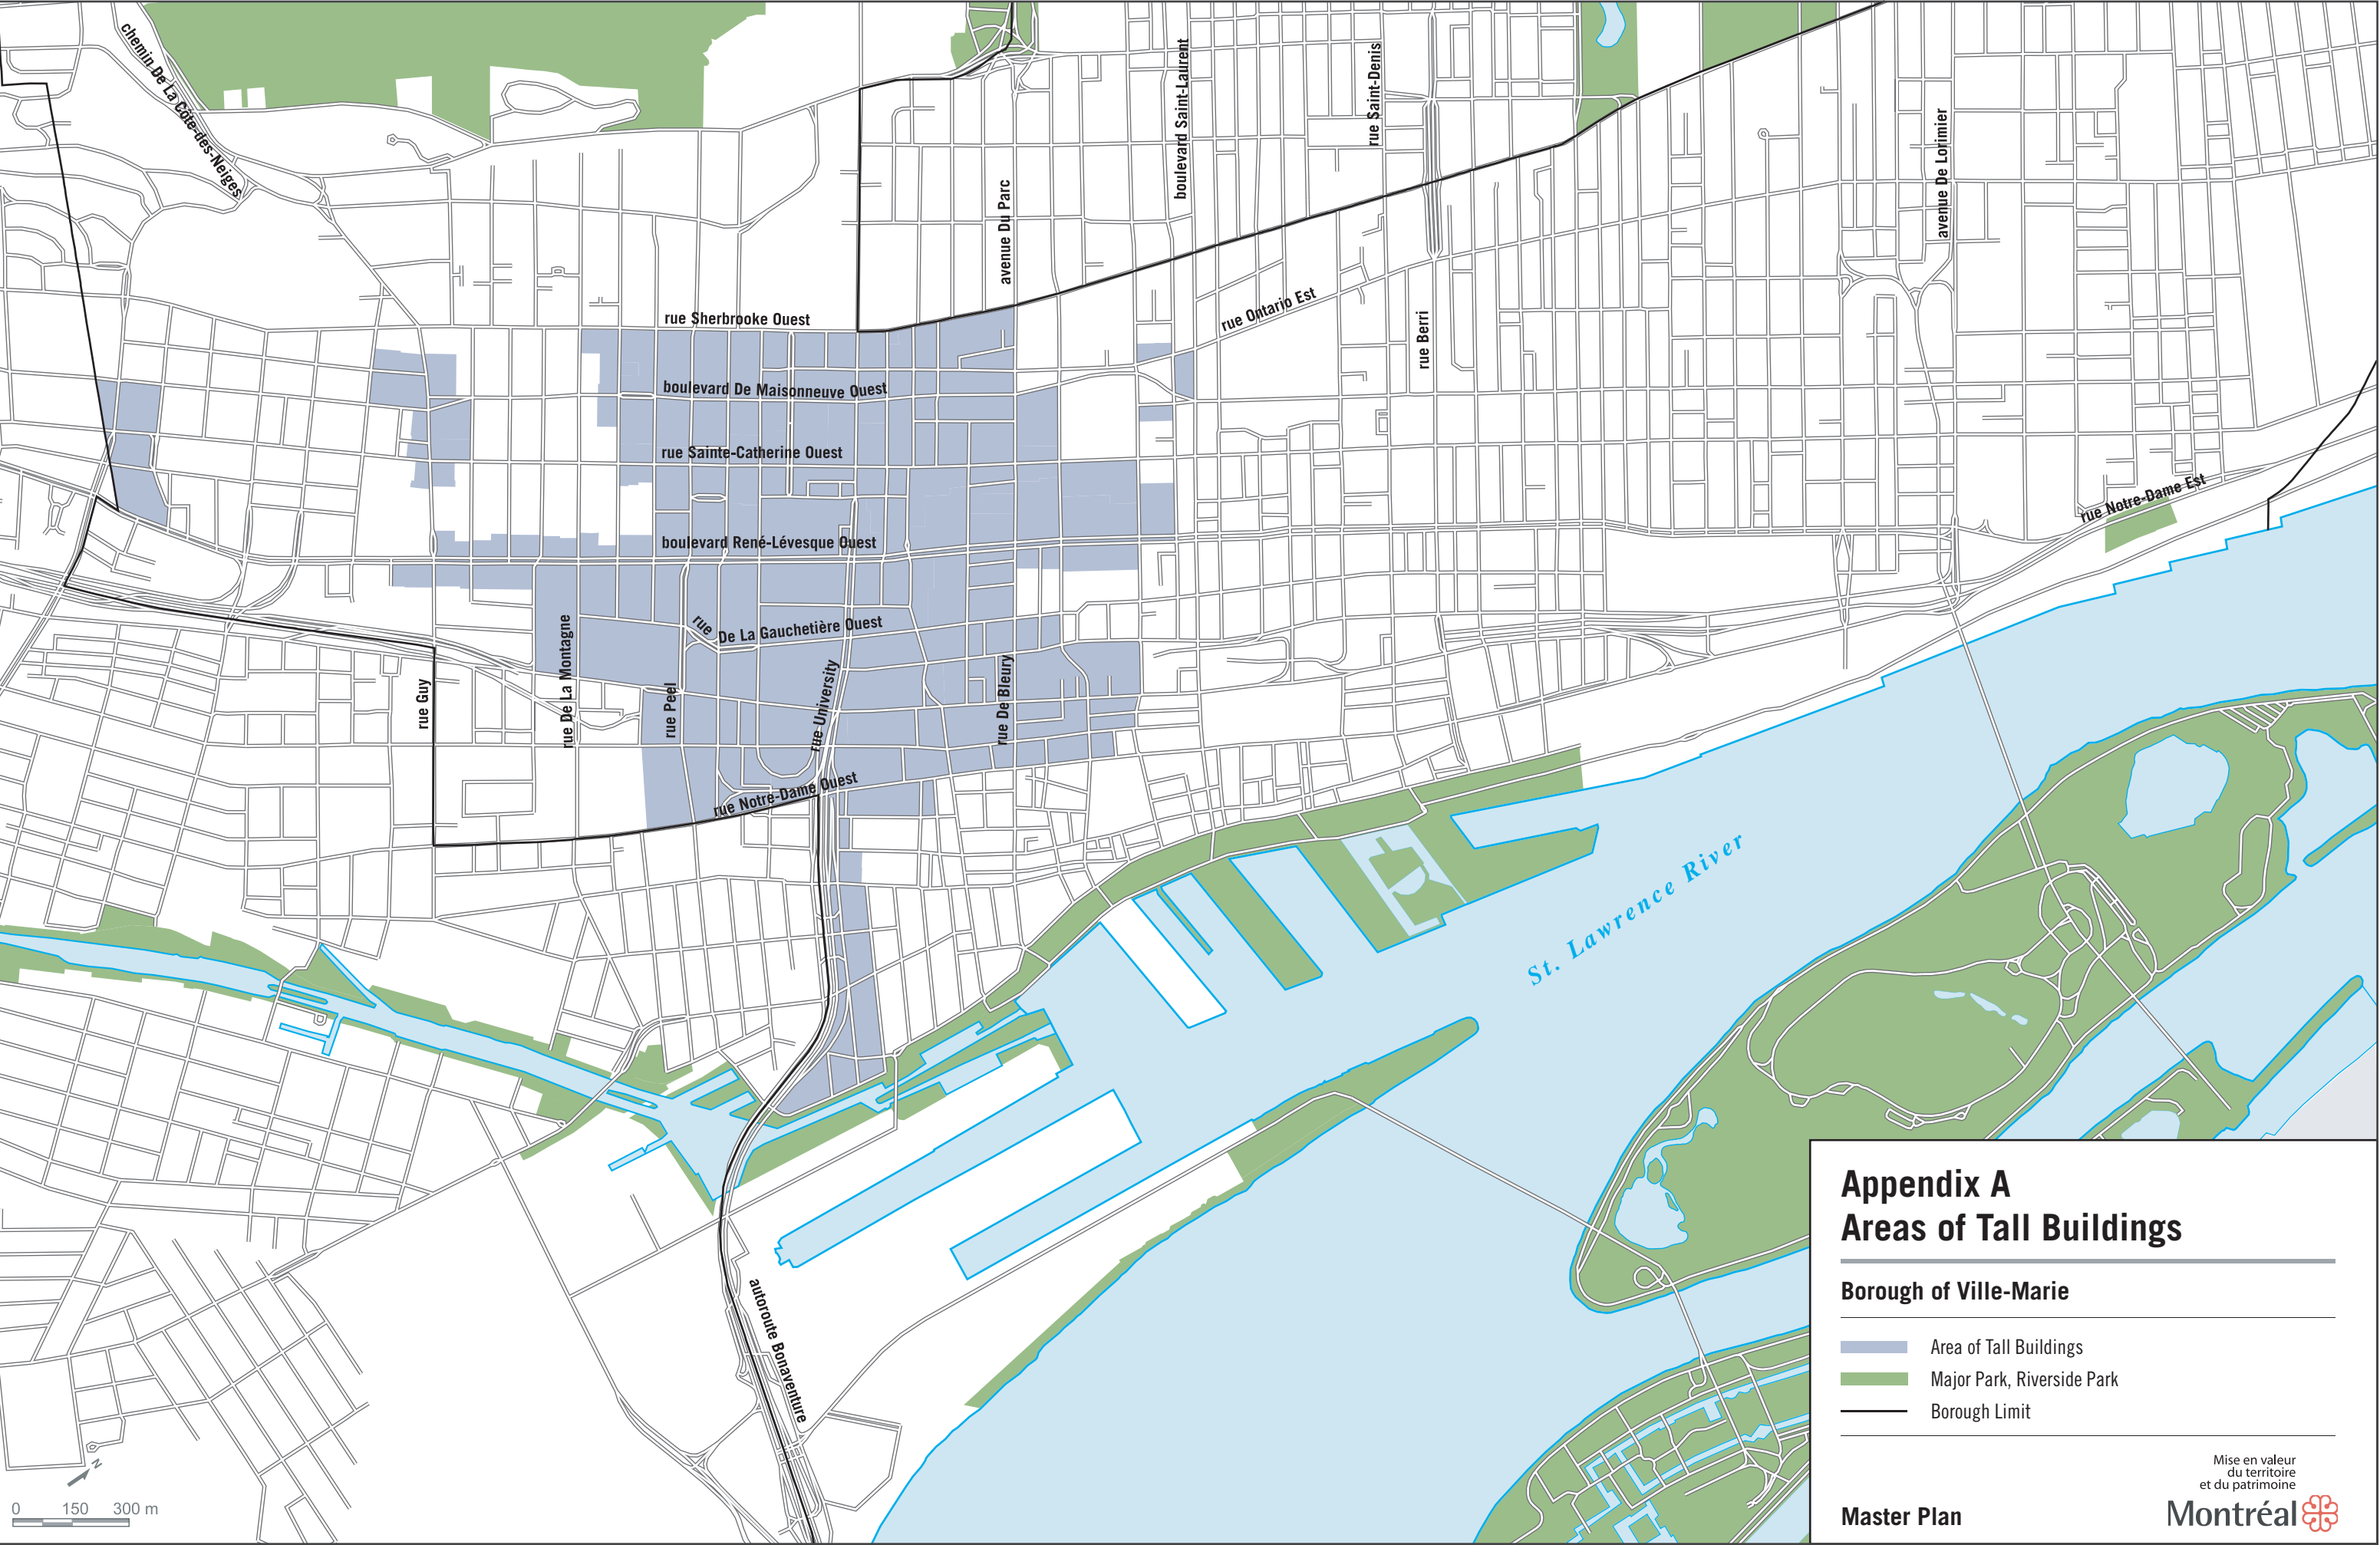 chemin De La Côte-des-Neiges
avenue Du Parc
boulevard Saint-Laurent
rue Saint-Denis
avenue De Lorimier
rue Sherbrooke Ouest
rue Ontario Est
rue Berri
boulevard De Maisonneuve Ouest
rue Sainte-Catherine Ouest
boulevard René-Lévesque Ouest
rue Notre-Dame Est
rue De La Gauchetière Ouest
rue Guy
rue De La Montagne
rue Peel
rue University
rue De Bleury
rue Notre-Dame Ouest
St. Lawrence River
autoroute Bonaventure
N
0 150 300 m
Appendix A
Areas of Tall Buildings
Borough of Ville-Marie
Area of Tall Buildings
Major Park, Riverside Park
Borough Limit
Mise en valeur
du territoire
et du patrimoine
Master Plan
Montréal